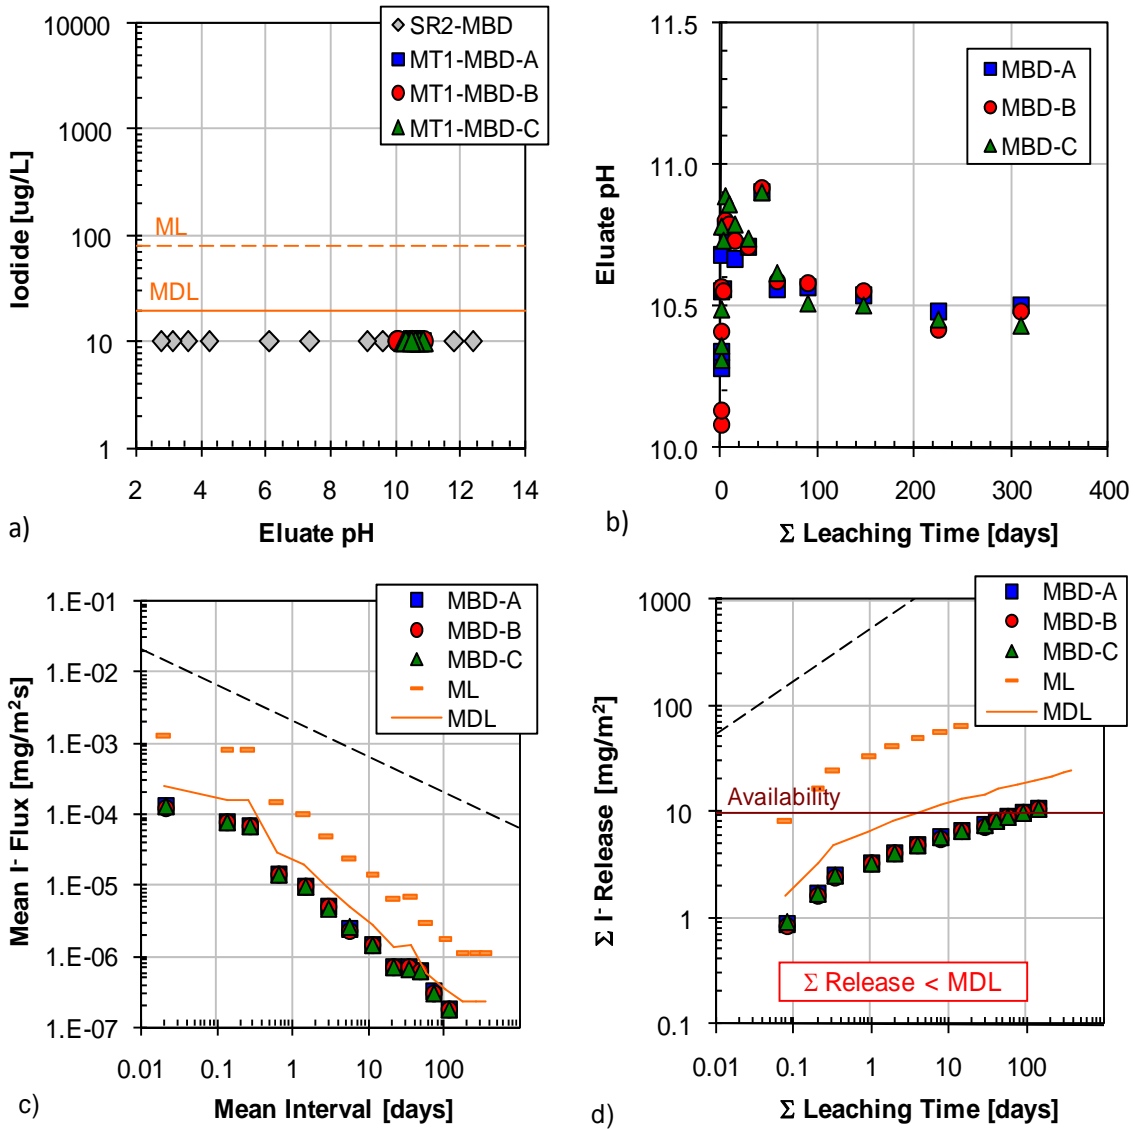 10000
1000
100
10
1
Iodide [ug/L]
SR2-MBD
MT1-MBD-A
MT1-MBD-B
MT1-MBD-C
ML
MDL
2 4 6 8 10 12 14
Eluate pH
a)
11.5
11.0
10.5
10.0
Eluate pH
MBD-A
MBD-B
MBD-C
0 100 200 300 400
Σ Leaching Time [days]
b)
1.E-01
1.E-02
1.E-03
1.E-04
1.E-05
1.E-06
1.E-07
Mean I- Flux [mg/m²s]
MBD-A
MBD-B
MBD-C
ML
MDL
0.01 0.1 1 10 100
Mean Interval [days]
c)
1000
100
10
1
0.1
Σ I- Release [mg/m²]
MBD-A
MBD-B
MBD-C
ML
MDL
Availability
Σ Release < MDL
0.01 0.1 1 10 100
Σ Leaching Time [days]
d)